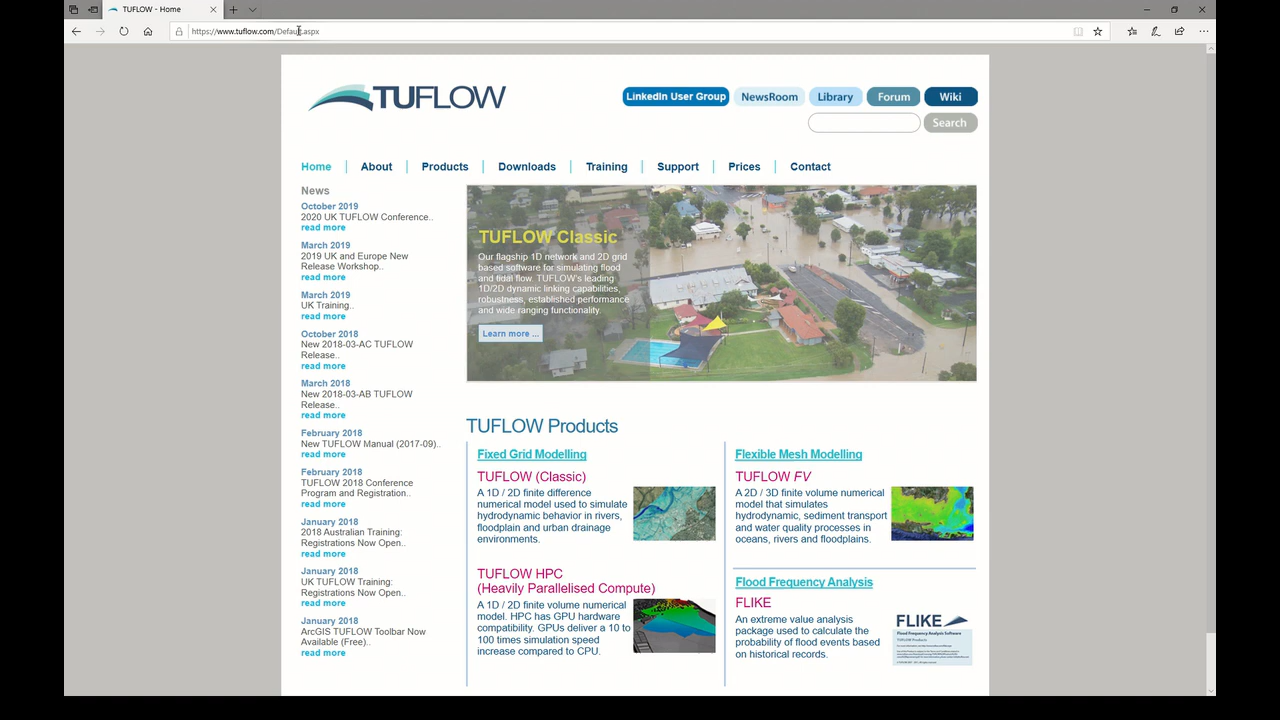 TUFLOW - Home
https://www.tuflow.com/Default.aspx
TUFLOW
LinkedIn User Group
NewsRoom
Library
Forum
Wiki
Search
Home
About
Products
Downloads
Training
Support
Prices
Contact
News
October 2019
2020 UK TUFLOW Conference..
read more
March 2019
2019 UK and Europe New
Release Workshop..
read more
March 2019
UK Training..
read more
October 2018
New 2018-03-AC TUFLOW
Release..
read more
March 2018
New 2018-03-AB TUFLOW
Release..
read more
February 2018
New TUFLOW Manual (2017-09)..
read more
February 2018
TUFLOW 2018 Conference
Program and Registration..
read more
January 2018
2018 Australian Training:
Registrations Now Open..
read more
January 2018
UK TUFLOW Training:
Registrations Now Open..
read more
January 2018
ArcGIS TUFLOW Toolbar Now
Available (Free)..
read more
TUFLOW Classic
Our flagship 1D network and 2D grid
based software for simulating flood
and tidal flow. TUFLOW's leading
1D/2D dynamic linking capabilities,
robustness, established performance
and wide ranging functionality.
Learn more ...
TUFLOW Products
Fixed Grid Modelling
TUFLOW (Classic)
A 1D / 2D finite difference
numerical model used to simulate
hydrodynamic behavior in rivers,
floodplain and urban drainage
environments.
TUFLOW HPC
(Heavily Parallelised Compute)
A 1D / 2D finite volume numerical
model. HPC has GPU hardware
compatibility. GPUs deliver a 10 to
100 times simulation speed
increase compared to CPU.
Flexible Mesh Modelling
TUFLOW FV
A 2D / 3D finite volume numerical
model that simulates
hydrodynamic, sediment transport
and water quality processes in
oceans, rivers and floodplains.
Flood Frequency Analysis
FLIKE
An extreme value analysis
package used to calculate the
probability of flood events based
on historical records.
FLIKE
Flood Frequency Analysis Software
TUFLOW Products